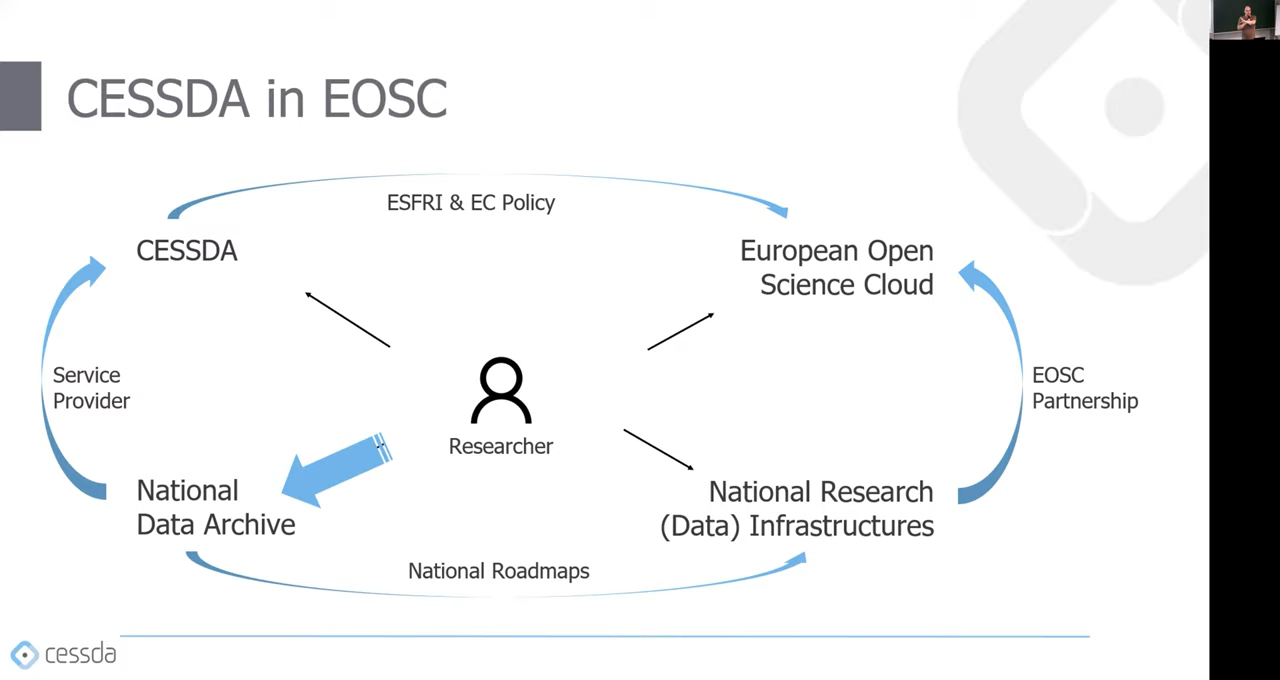 CESSDA in EOSC
ESFRI & EC Policy
CESSDA
European Open
Science Cloud
Service
Provider
EOSC
Partnership
Researcher
National
Data Archive
National Research
(Data) Infrastructures
National Roadmaps
cessda